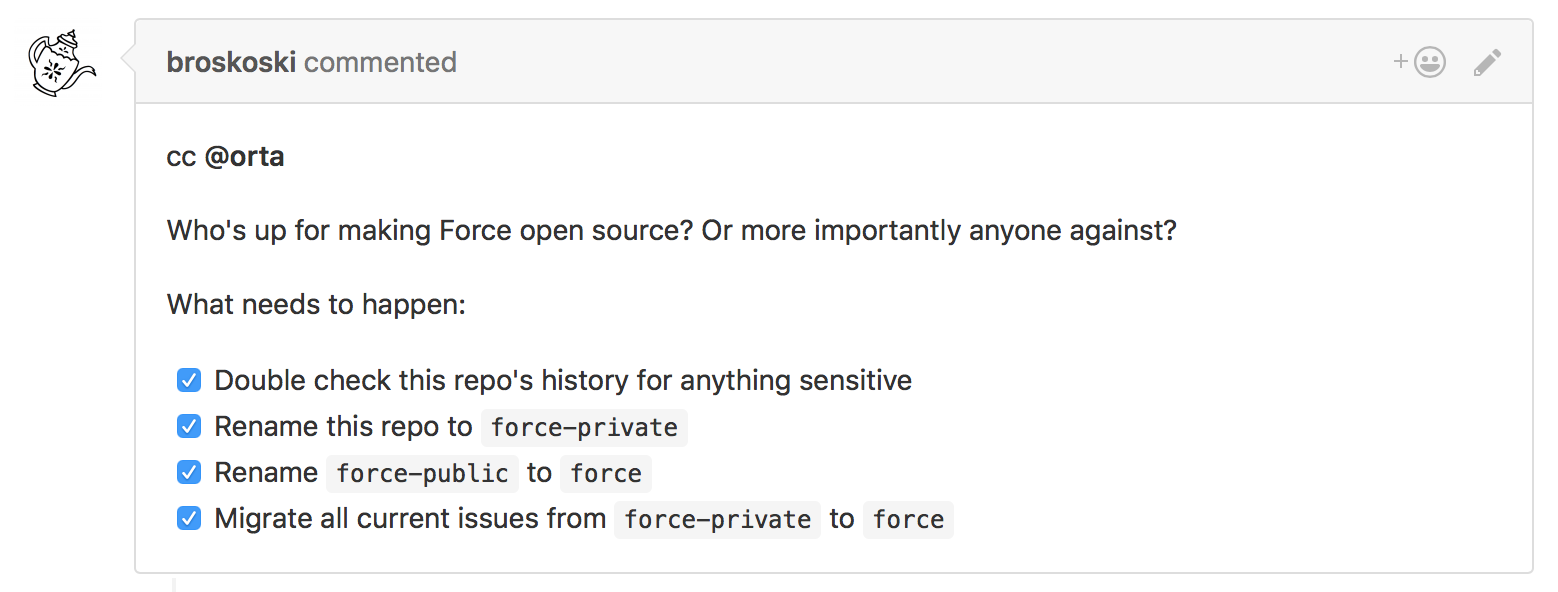 broskoski commented
cc @orta
Who's up for making Force open source? Or more importantly anyone against?
What needs to happen:
Double check this repo's history for anything sensitive
Rename this repo to force-private
Rename force-public to force
Migrate all current issues from force-private to force